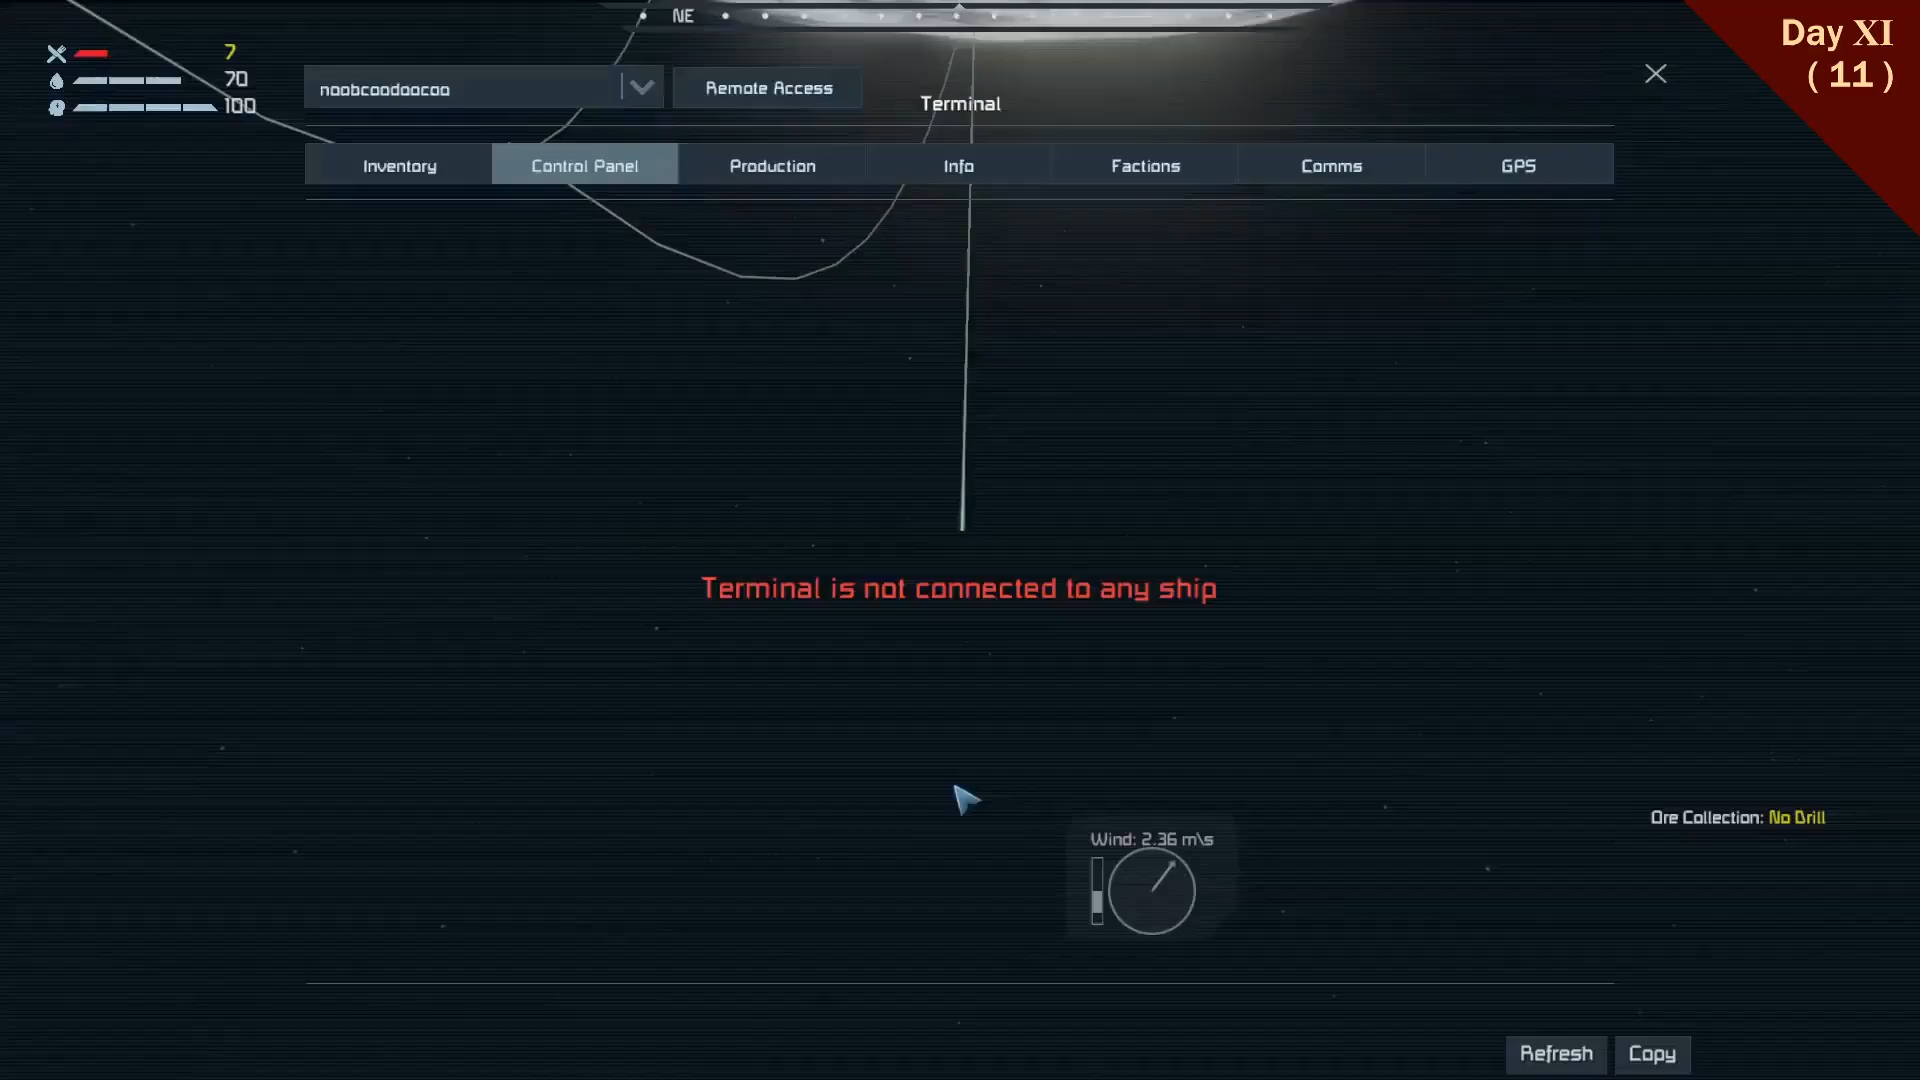 NE
Day XI
( 11 )
7
70
100
noobcoodoocoo
Remote Access
Terminal
Inventory
Control Panel
Production
Info
Factions
Comms
GPS
Terminal is not connected to any ship
Ore Collection: No Drill
Wind: 2.36 m\s
Refresh
Copy